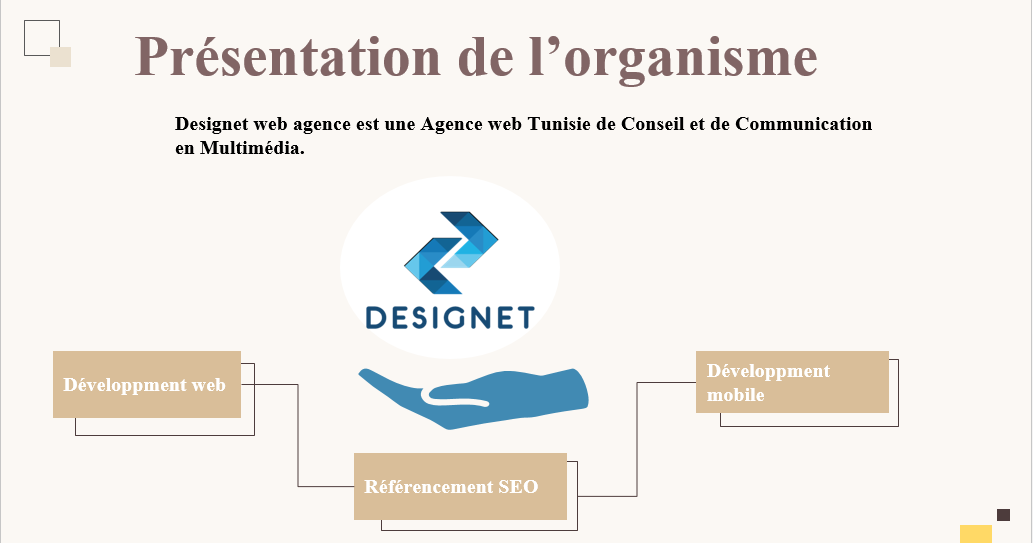 Présentation de l’organisme
Designet web agence est une Agence web Tunisie de Conseil et de Communication
en Multimédia.
DESIGNET
Développment web
Développment
mobile
Référencement SEO